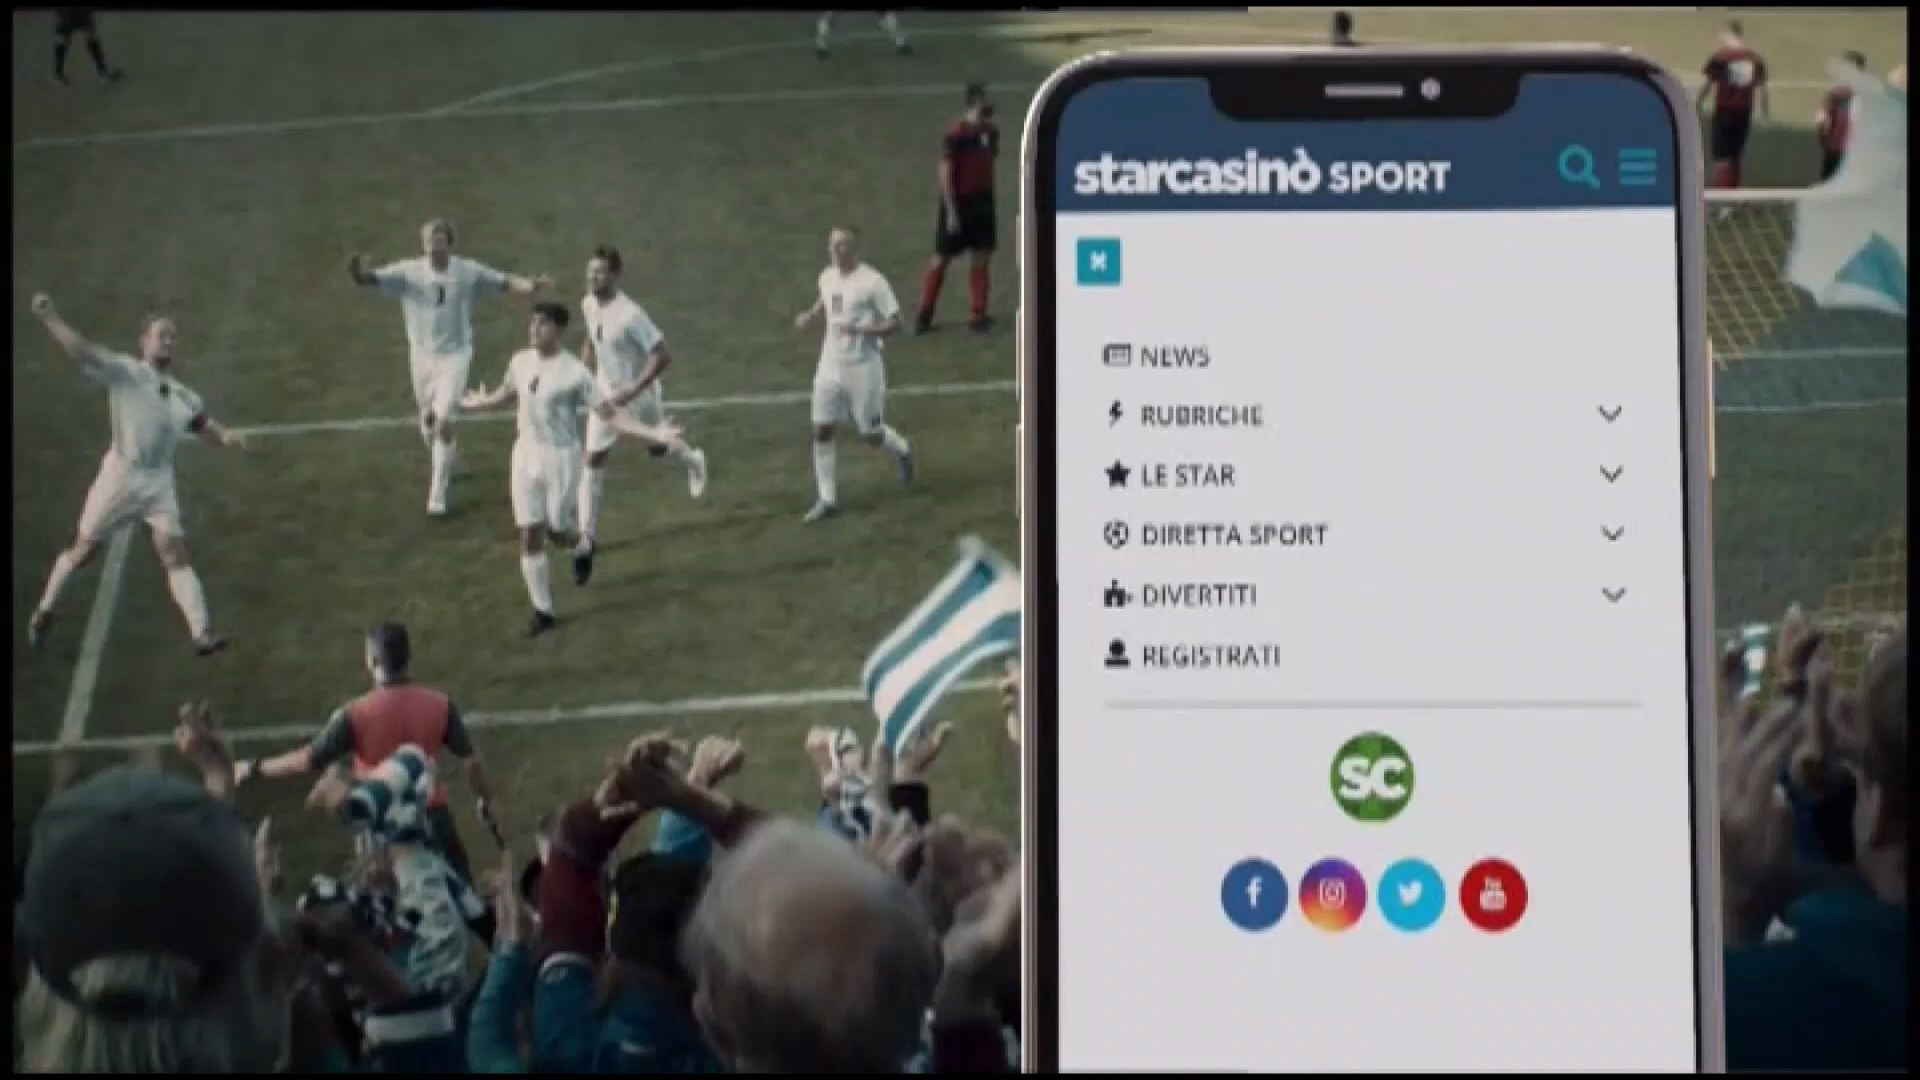 starcasinò SPORT
NEWS
RUBRICHE
LE STAR
DIRETTA SPORT
DIVERTITI
REGISTRATI
SC